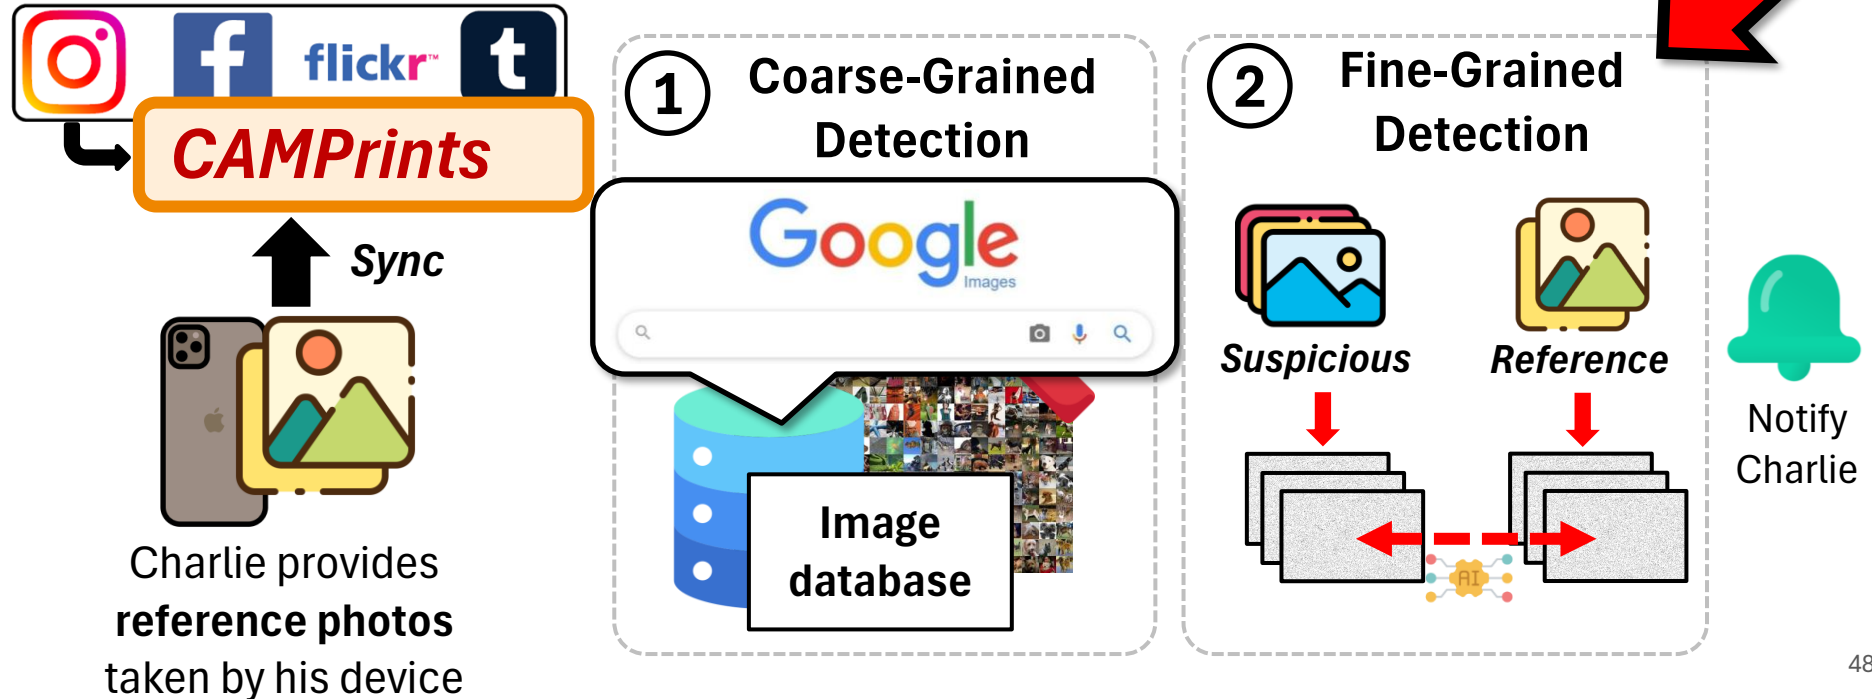 flickr™
CAMPrints
Sync
Charlie provides
reference photos
taken by his device
1
Coarse-Grained
Detection
Google
Images
Image
database
2
Fine-Grained
Detection
Suspicious
Reference
AI
Notify
Charlie
48